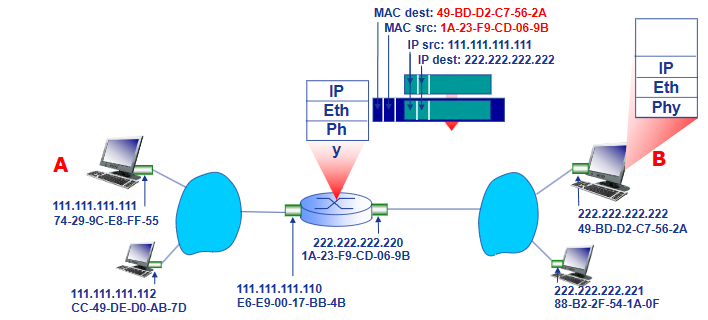 MAC dest: 49-BD-D2-C7-56-2A
MAC src: 1A-23-F9-CD-06-9B
IP src: 111.111.111.111
IP dest: 222.222.222.222
IP
Eth
Ph
y
IP
Eth
Phy
A
B
111.111.111.111
74-29-9C-E8-FF-55
222.222.222.222
49-BD-D2-C7-56-2A
222.222.222.220
1A-23-F9-CD-06-9B
111.111.111.112
CC-49-DE-D0-AB-7D
111.111.111.110
E6-E9-00-17-BB-4B
222.222.222.221
88-B2-2F-54-1A-0F